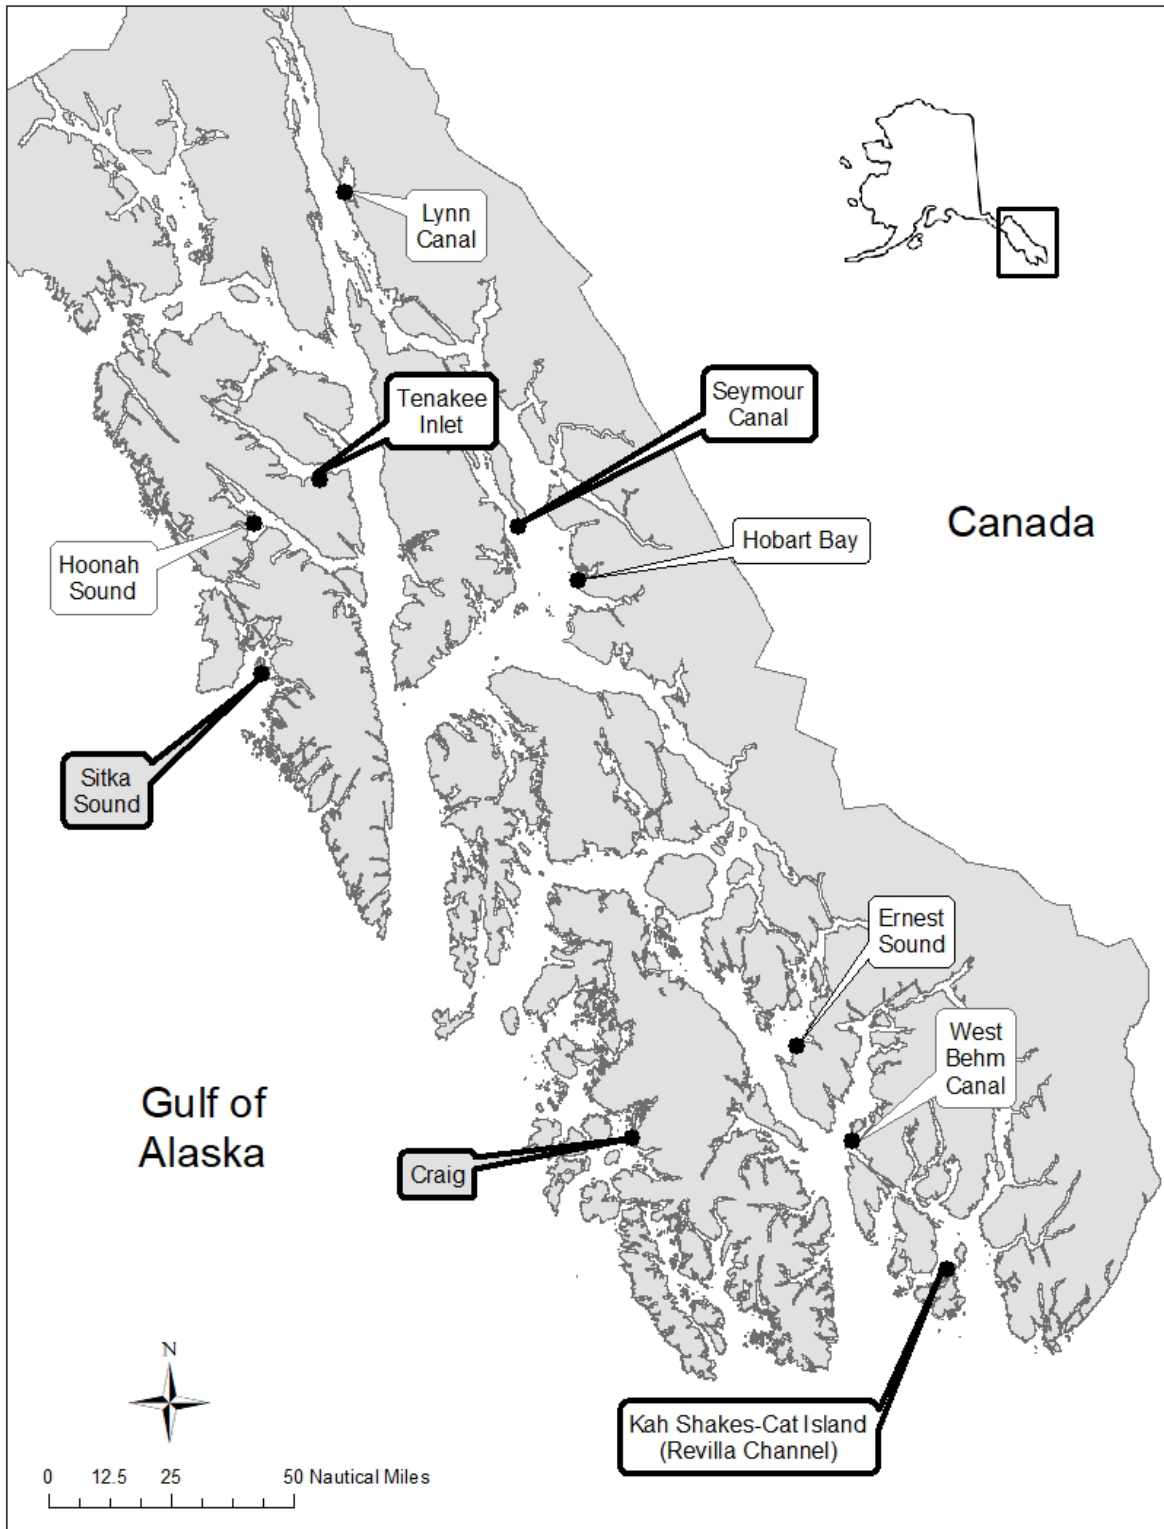 Lynn
Canal
Tenakee
Inlet
Seymour
Canal
Canada
Hobart Bay
Hoonah
Sound
Sitka
Sound
Ernest
Sound
West
Behm
Canal
Gulf of
Alaska
Craig
N
Kah Shakes-Cat Island
(Revilla Channel)
0 12.5 25 50 Nautical Miles